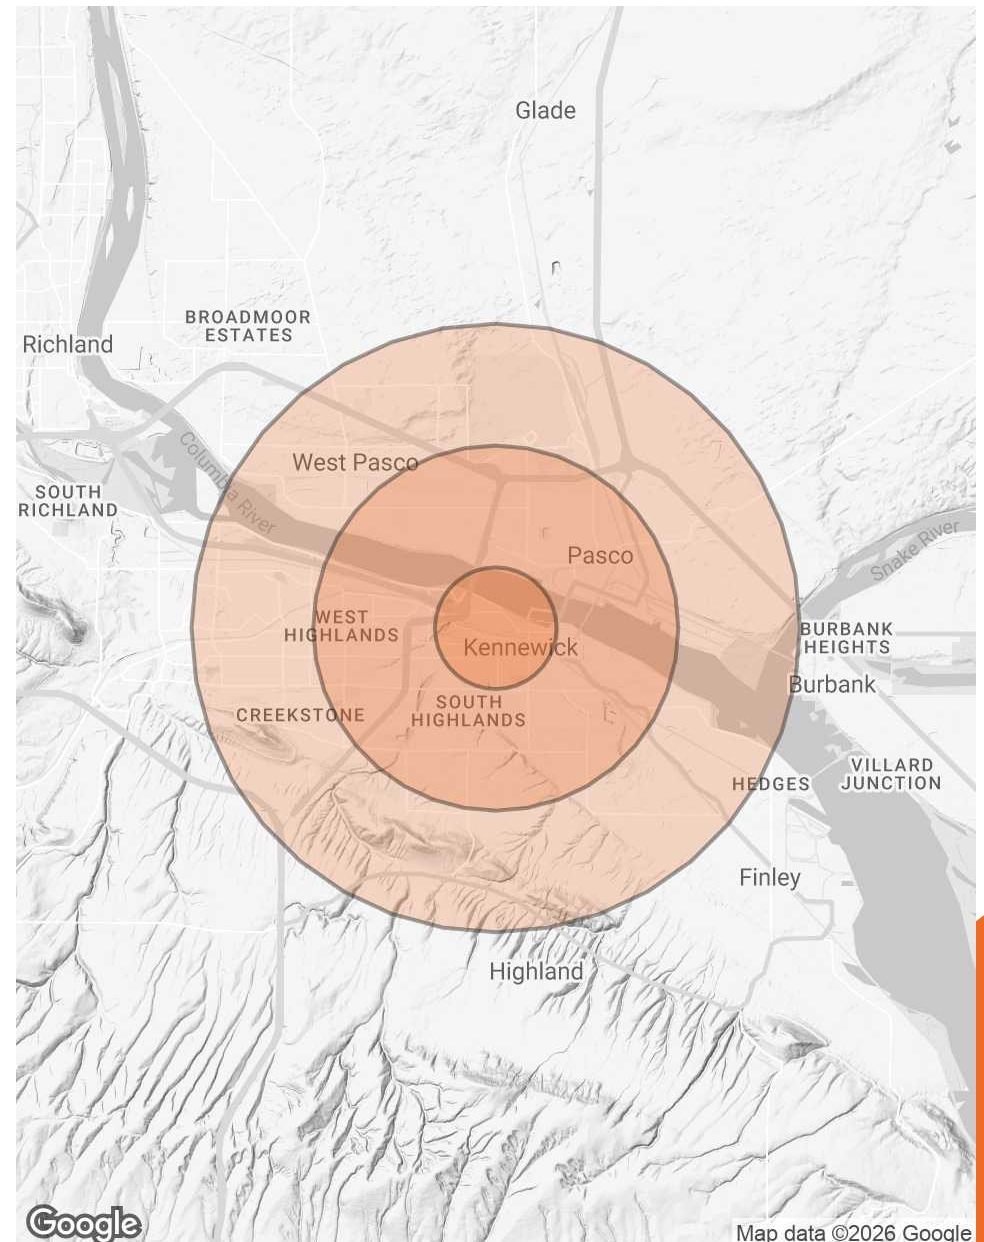 Glade
BROADMOOR
ESTATES
Richland
West Pasco
Columbia River
SOUTH
RICHLAND
Snake River
Pasco
WEST
HIGHLANDS
Kennewick
BURBANK
HEIGHTS
Burbank
CREEKSTONE
SOUTH
HIGHLANDS
VILLARD
JUNCTION
HEDGES
Finley
Highland
Google
Map data ©2026 Google